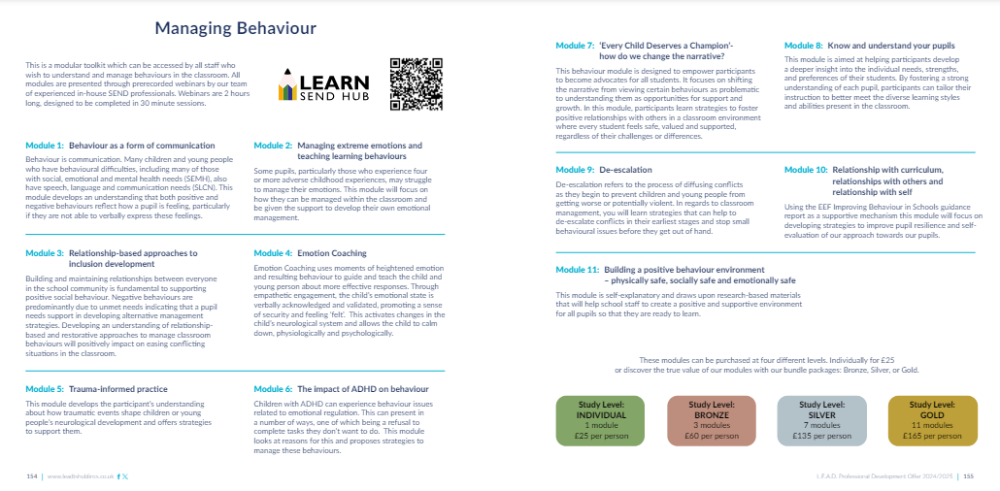 Managing Behaviour
This is a modular toolkit which can be accessed by all staff who
wish to understand and manage behaviours in the classroom. All
modules are presented through prerecorded webinars by our team
of experienced in-house SEND professionals. Webinars are 2 hours
long, designed to be completed in 30 minute sessions.
LEARN
SEND HUB
Module 1: Behaviour as a form of communication
Behaviour is communication. Many children and young people
who have behavioural difficulties, including many of those
with social, emotional and mental health needs (SEMH), also
have speech, language and communication needs (SLCN). This
module develops an understanding that both positive and
negative behaviours reflect how a pupil is feeling, particularly
if they are not able to verbally express these feelings.
Module 2: Managing extreme emotions and
teaching learning behaviours
Some pupils, particularly those who experience four
or more adverse childhood experiences, may struggle
to manage their emotions. This module will focus on
how they can be managed within the classroom and
be given the support to develop their own emotional
management.
Module 3: Relationship-based approaches to
inclusion development
Building and maintaining relationships between everyone
in the school community is fundamental to supporting
positive social behaviour. Negative behaviours are
predominantly due to unmet needs indicating that a pupil
needs support in developing alternative management
strategies. Developing an understanding of relationship-
based and restorative approaches to manage classroom
behaviours will positively impact on easing conflicting
situations in the classroom.
Module 4: Emotion Coaching
Emotion Coaching uses moments of heightened emotion
and resulting behaviour to guide and teach the child and
young person about more effective responses. Through
empathetic engagement, the child's emotional state is
verbally acknowledged and validated, promoting a sense
of security and feeling 'felt'. This activates changes in the
child's neurological system and allows the child to calm
down, physiologically and psychologically.
Module 5: Trauma-informed practice
This module develops the participant's understanding
about how traumatic events shape children or young
people's neurological development and offers strategies
to support them.
Module 6: The impact of ADHD on behaviour
Children with ADHD can experience behaviour issues
related to emotional regulation. This can present in
a number of ways, one of which being a refusal to
complete tasks they don't want to do. This module
looks at reasons for this and proposes strategies to
manage these behaviours.
154 | www.leadtshublincs.co.uk
Module 7: 'Every Child Deserves a Champion'-
how do we change the narrative?
This behaviour module is designed to empower participants
to become advocates for all children. It focuses on shifting
the narrative from viewing certain behaviours as problematic
to understanding them as opportunities for support and
growth. In this module, participants learn strategies to foster
positive relationships with others in a classroom environment
where every student feels safe, valued and supported,
regardless of their challenges or differences.
Module 8: Know and understand your pupils
This module is aimed at helping participants develop
a deeper insight into the individual needs, strengths,
and preferences of their students. By fostering a strong
understanding of each pupil, participants can tailor their
instruction to better meet the diverse learning styles
and abilities present in the classroom.
Module 9: De-escalation
De-escalation refers to the process of diffusing conflicts
as they begin to prevent children and young people from
getting worse or potentially violent. In regards to classroom
management, you will learn strategies that can help to
de-escalate conflicts in their earliest stages and stop small
behavioural issues before they get out of hand.
Module 10: Relationship with curriculum,
relationships with others and
relationship with self
Using the EEF Improving Behaviour in Schools guidance
report as a supportive mechanism this module will focus on
developing strategies to improve pupil resilience and self-
evaluation of our approach towards our pupils.
Module 11: Building a positive behaviour environment
– physically safe, socially safe and emotionally safe
This module is self-explanatory and draws upon research-based materials
that will help school staff to create a positive and supportive environment
for all pupils so that they are ready to learn.
These modules can be purchased at four different levels. Individually for £25
or discover the true value of our modules with our bundle packages: Bronze, Silver, or Gold.
Study Level:
INDIVIDUAL
1 module
£25 per person
Study Level:
BRONZE
3 modules
£60 per person
Study Level:
SILVER
7 modules
£135 per person
Study Level:
GOLD
11 modules
£165 per person
L.E.A.D. Professional Development Offer 2024/2025 | 155